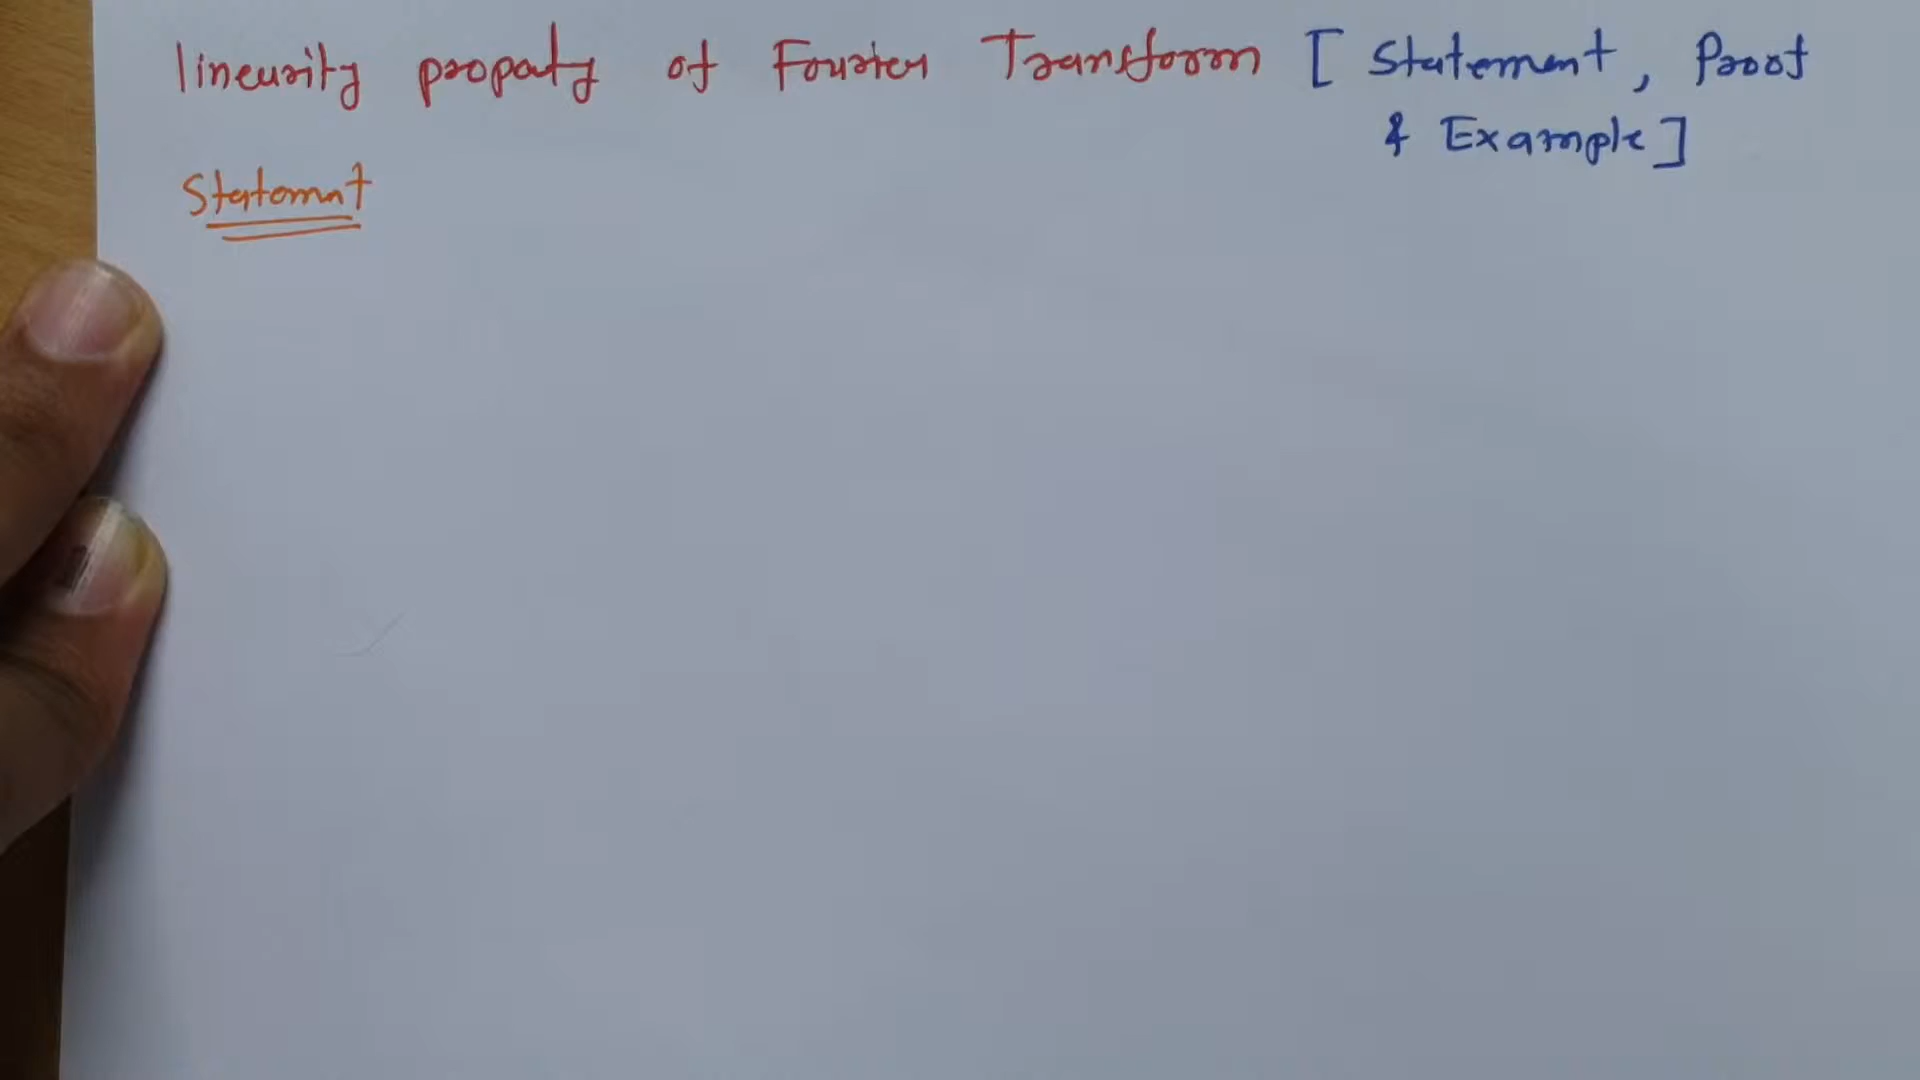 linearity property of Fourier Transform [ Statement, Proof
& Example ]
Statement